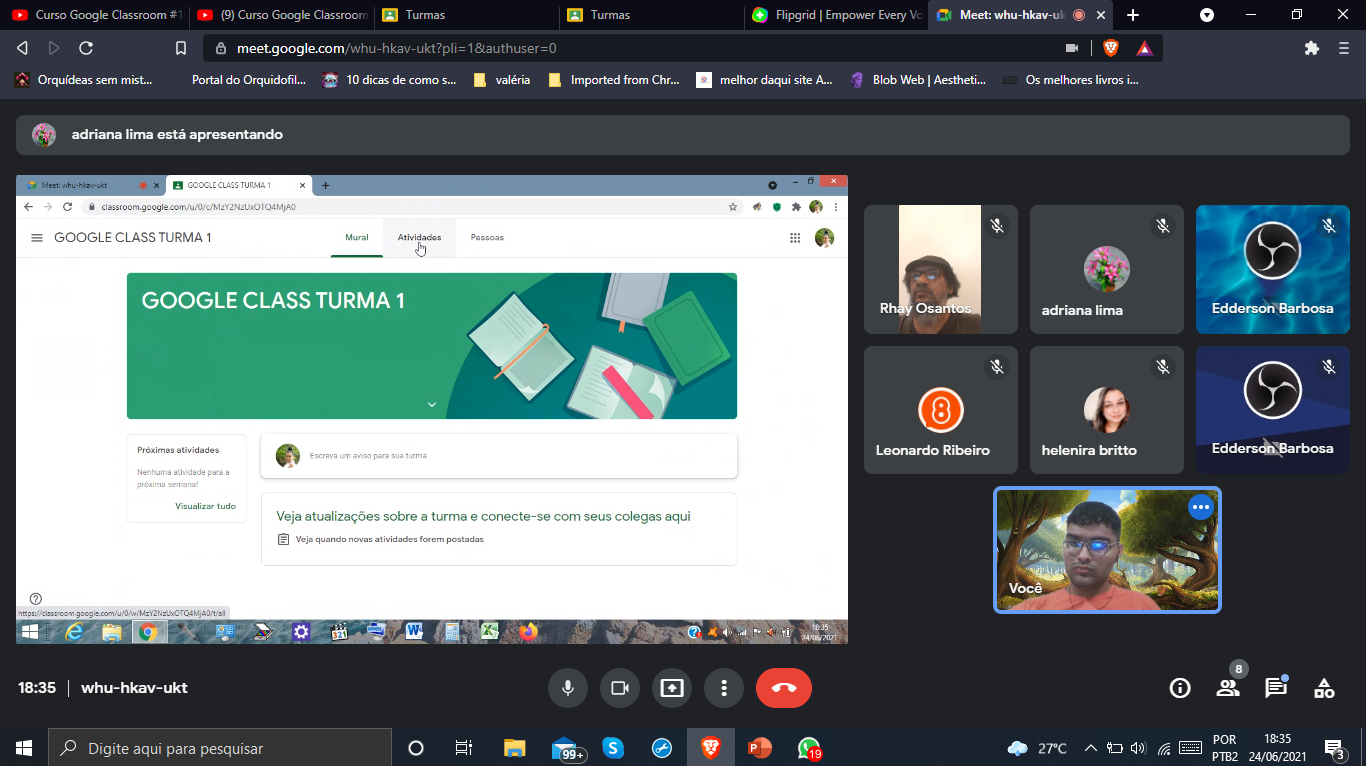 Curso Google Classroom #1
(9) Curso Google Classroom
Turmas
Turmas
Flipgrid | Empower Every Vo
Meet: whu-hkav-uk
meet.google.com/whu-hkav-ukt?pli=1&authuser=0
Orquídeas sem mist...
Portal do Orquidofil...
10 dicas de como s...
valéria
Imported from Chr...
melhor daqui site A...
Blob Web | Aestheti...
Os melhores livros i...
adriana lima está apresentando
Meet: whu-hkav-ukt
GOOGLE CLASS TURMA 1
classroom.google.com/u/0/c/MzY2NzUxOTQ4MjA0
GOOGLE CLASS TURMA 1
Mural
Atividades
Pessoas
GOOGLE CLASS TURMA 1
Próximas atividades
Nenhuma atividade para a
próxima semana!
Visualizar tudo
Escreva um aviso para sua turma
Veja atualizações sobre a turma e conecte-se com seus colegas aqui
Veja quando novas atividades forem postadas
https://classroom.google.com/u/0/w/MzY2NzUxOTQ4MjA0/t/all
18:35
24/06/2021
Rhay Osantos
adriana lima
Edderson Barbosa
Leonardo Ribeiro
helenira britto
Edderson Barbosa
Você
18:35 | whu-hkav-ukt
8
Digite aqui para pesquisar
99+
19
27°C
POR
PTB2
18:35
24/06/2021
3